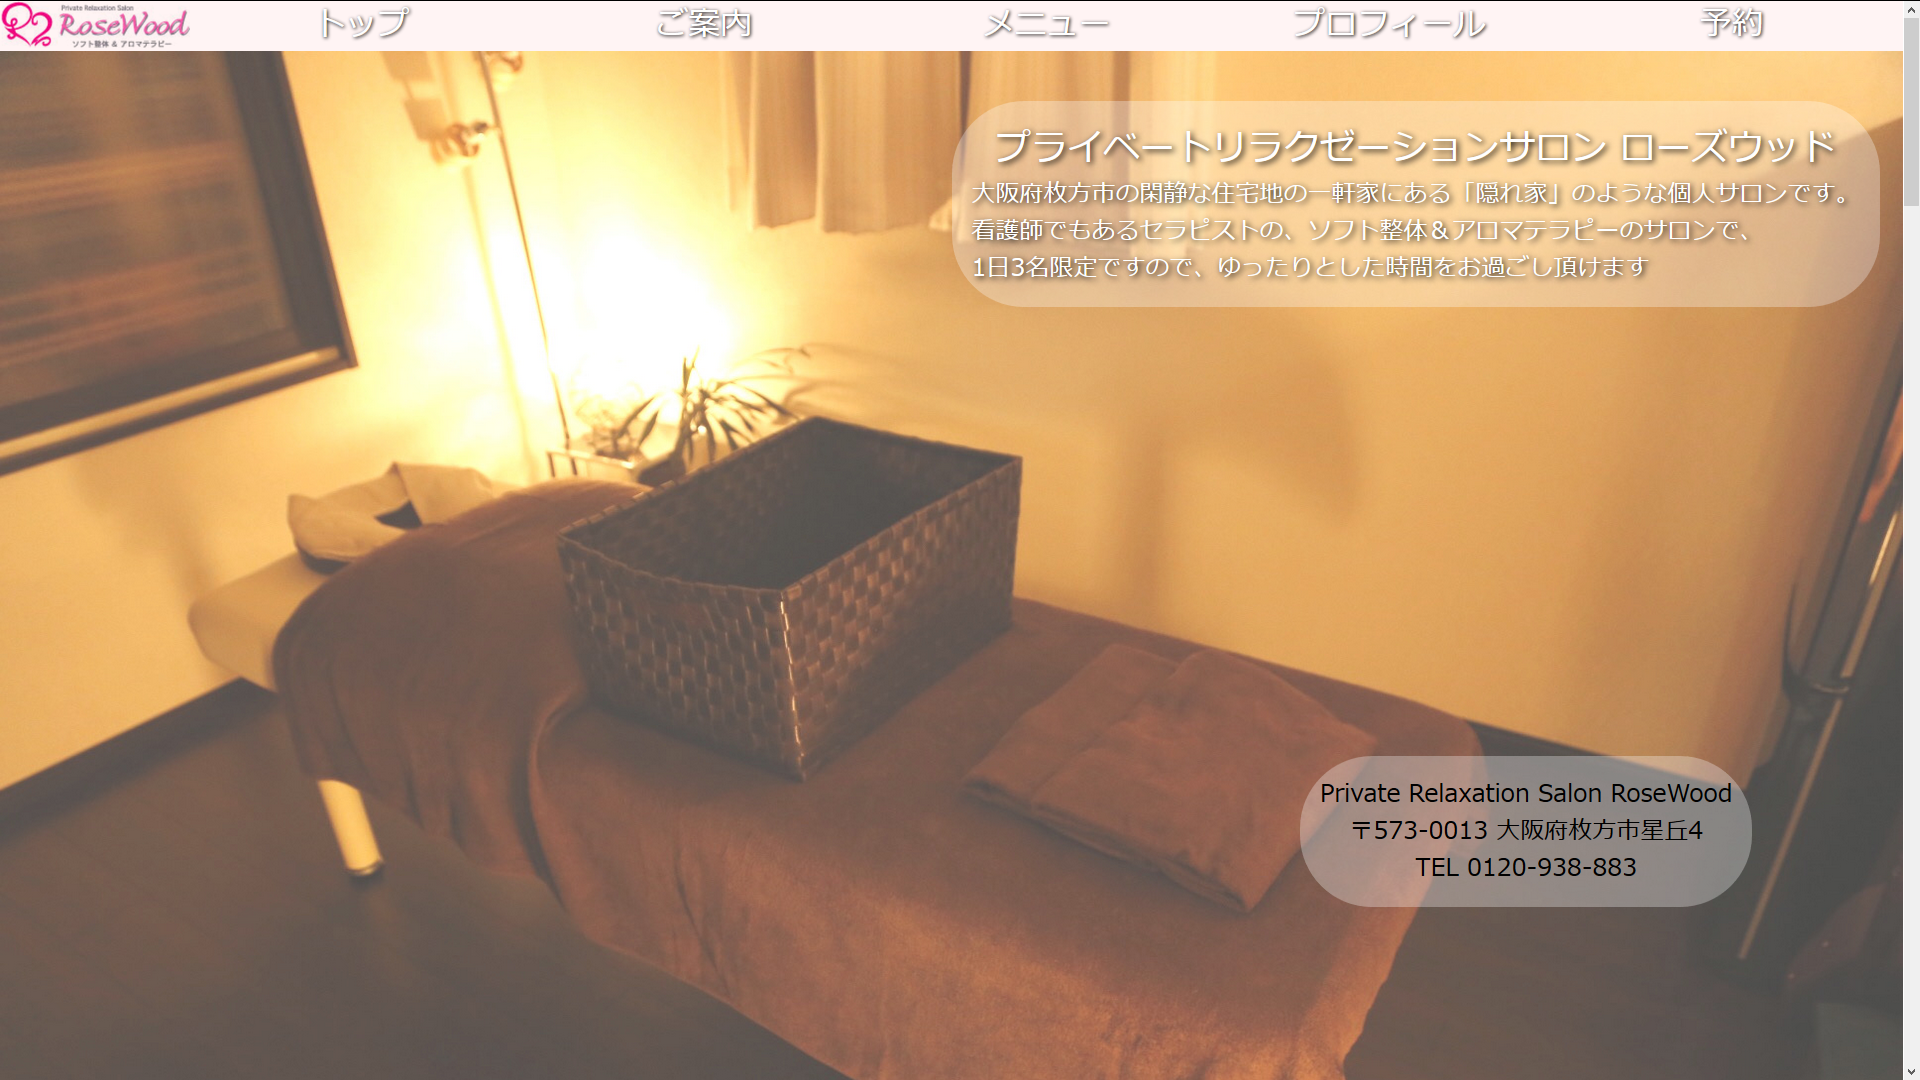 Private Relaxation Salon
RoseWood
ソフト整体 & アロマテラピー
トップ ご案内 メニュー プロフィール 予約
プライベートリラクゼーションサロン ローズウッド
大阪府枚方市の閑静な住宅地の一軒家にある「隠れ家」のような個人サロンです。
看護師でもあるセラピストの、ソフト整体＆アロマテラピーのサロンで、
1日3名限定ですので、ゆったりとした時間をお過ごし頂けます
Private Relaxation Salon RoseWood
〒573-0013 大阪府枚方市星丘4
TEL 0120-938-883